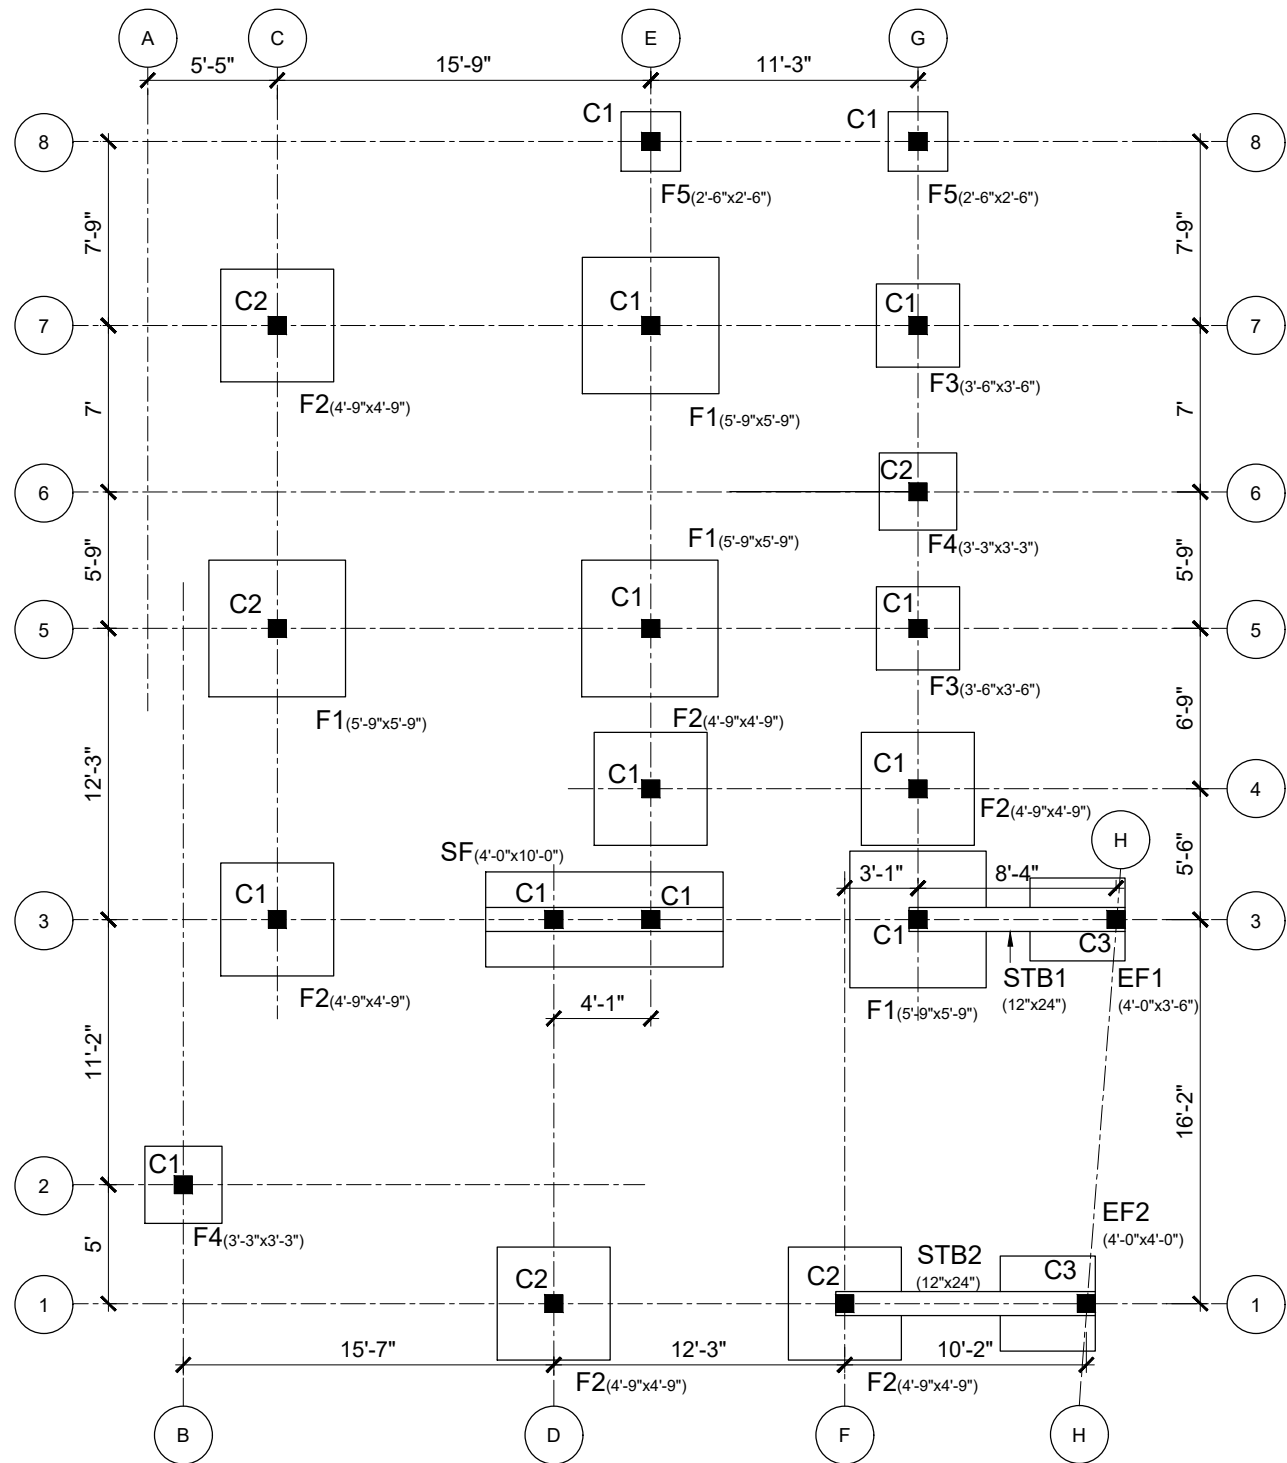 A C E G
5'-5" 15'-9" 11'-3"
C1 C1
8 8
F5(2'-6"x2'-6") F5(2'-6"x2'-6")
7'-9" 7'-9"
C2 C1 C1
7 7
F3(3'-6"x3'-6")
F2(4'-9"x4'-9") F1(5'-9"x5'-9")
7' 7'
C2
6 6
F1(5'-9"x5'-9") F4(3'-3"x3'-3")
5'-9" 5'-9"
C2 C1 C1
5 5
F3(3'-6"x3'-6")
F1(5'-9"x5'-9") F2(4'-9"x4'-9")
6'-9"
12'-3" C1 C1
4
F2(4'-9"x4'-9")
H
SF(4'-0"x10'-0")
5'-6"
3'-1" 8'-4"
C1 C1 C1
3 3
C1 C3
F2(4'-9"x4'-9") STB1 EF1
4'-1" F1(5'-9"x5'-9") (12"x24") (4'-0"x3'-6")
11'-2"
16'-2"
C1
2
F4(3'-3"x3'-3")
EF2
(4'-0"x4'-0")
5'
STB2
(12"x24")
C2 C2 C3
1 1
15'-7" 12'-3" 10'-2"
F2(4'-9"x4'-9") F2(4'-9"x4'-9")
B D F H